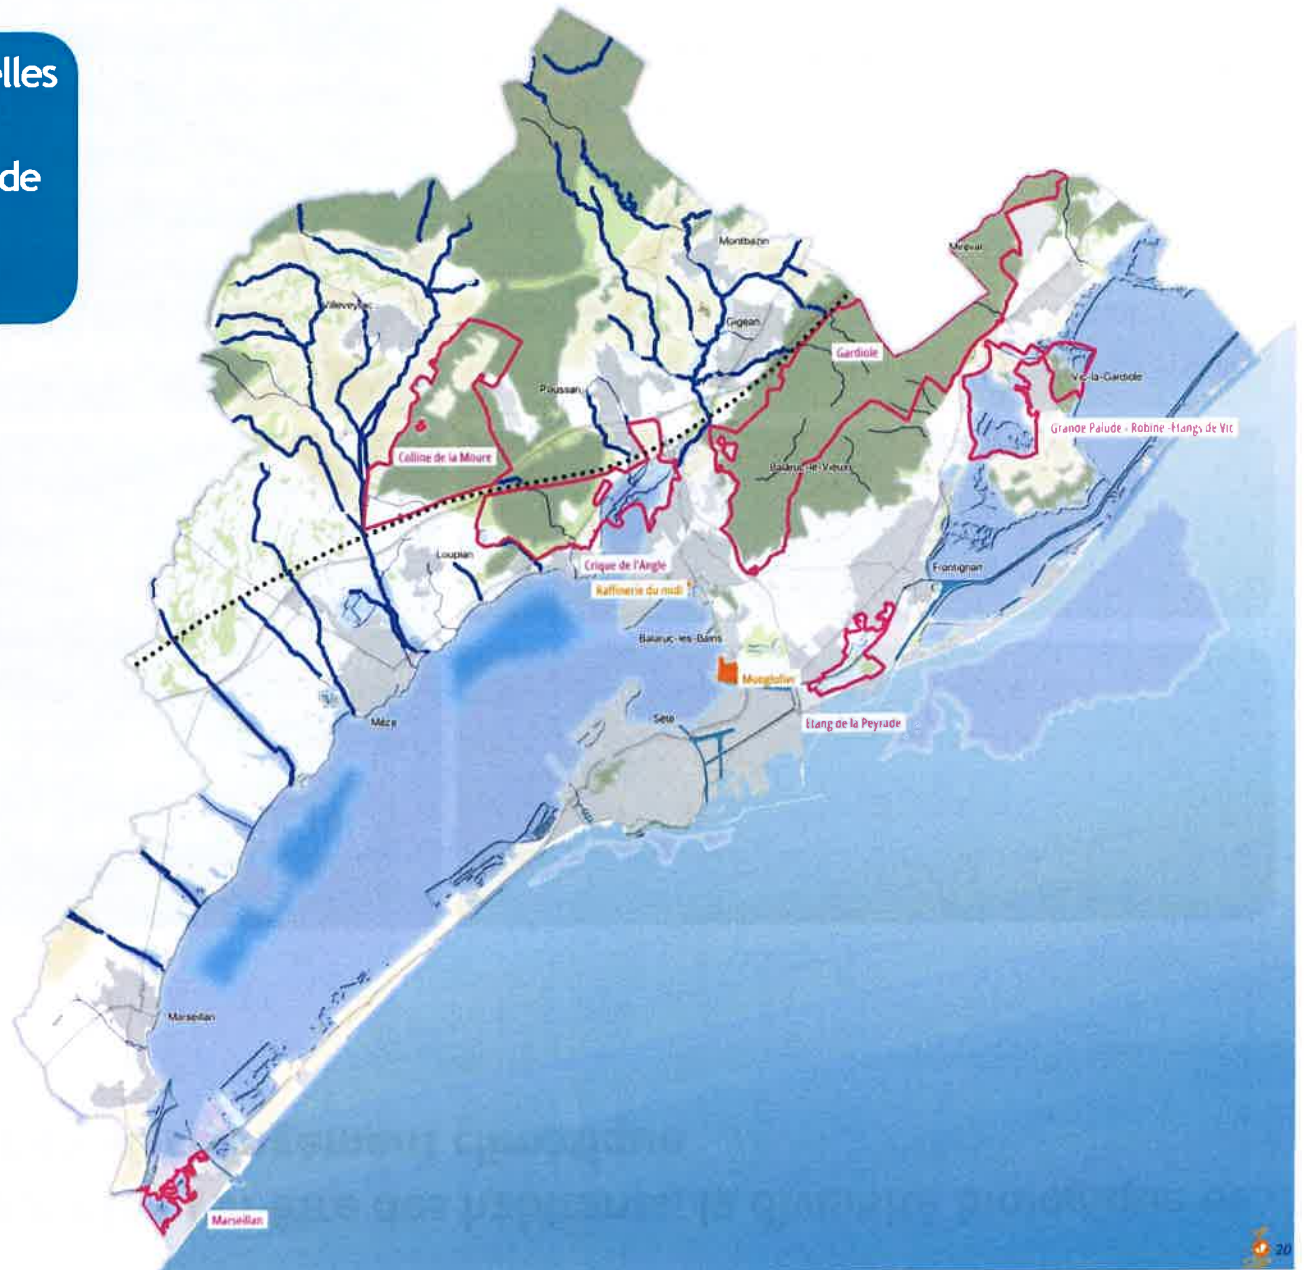 elles
de
Montbazin
Mireval
Villeveyrac
Gigean
Gardiole
Vic-la-Gardiole
Poussan
Grande Palude - Robine - Etangs de Vic
Colline de la Moure
Balaruc-le-Vieux
Loupian
Crique de l'Angle
Frontignan
Raffinerie du midi
Balaruc-les-Bains
Montgolfier
Mèze
Sète
Etang de la Peyrade
Marseillan
Marseillan
20